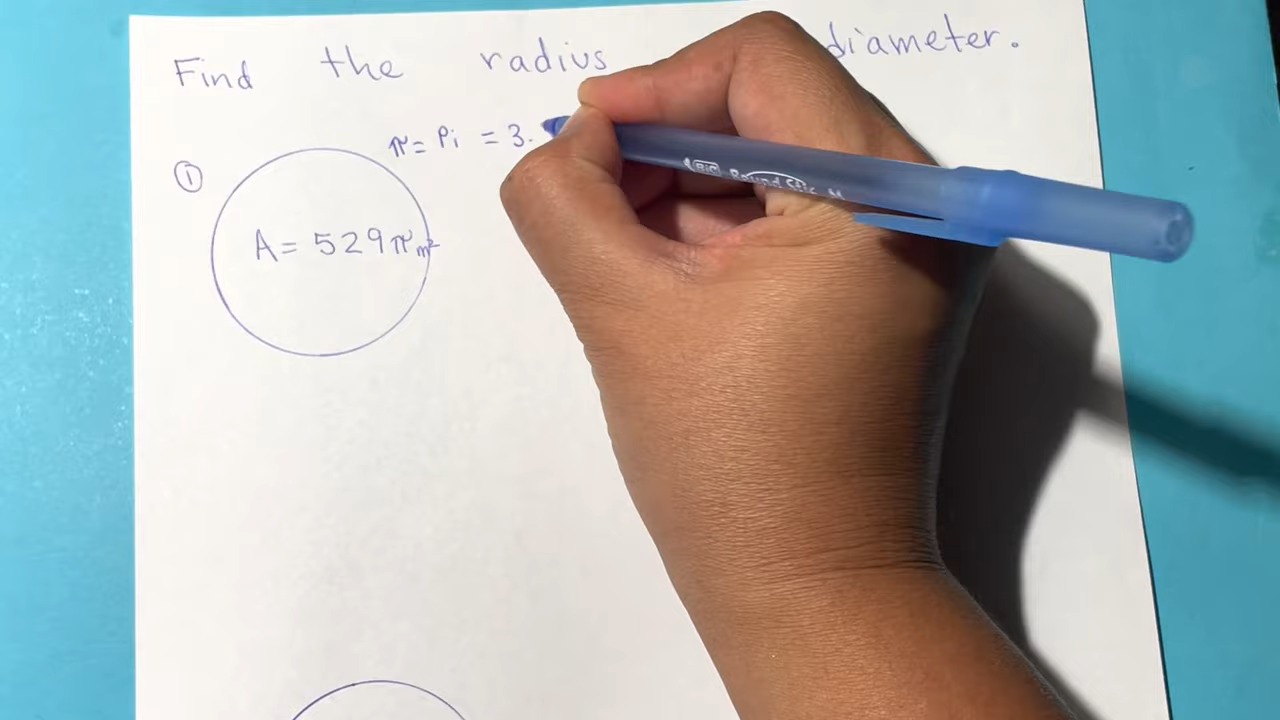 Find the radius diameter.
π = Pi = 3.
①
A = 529π m²
BIC Round Stic M